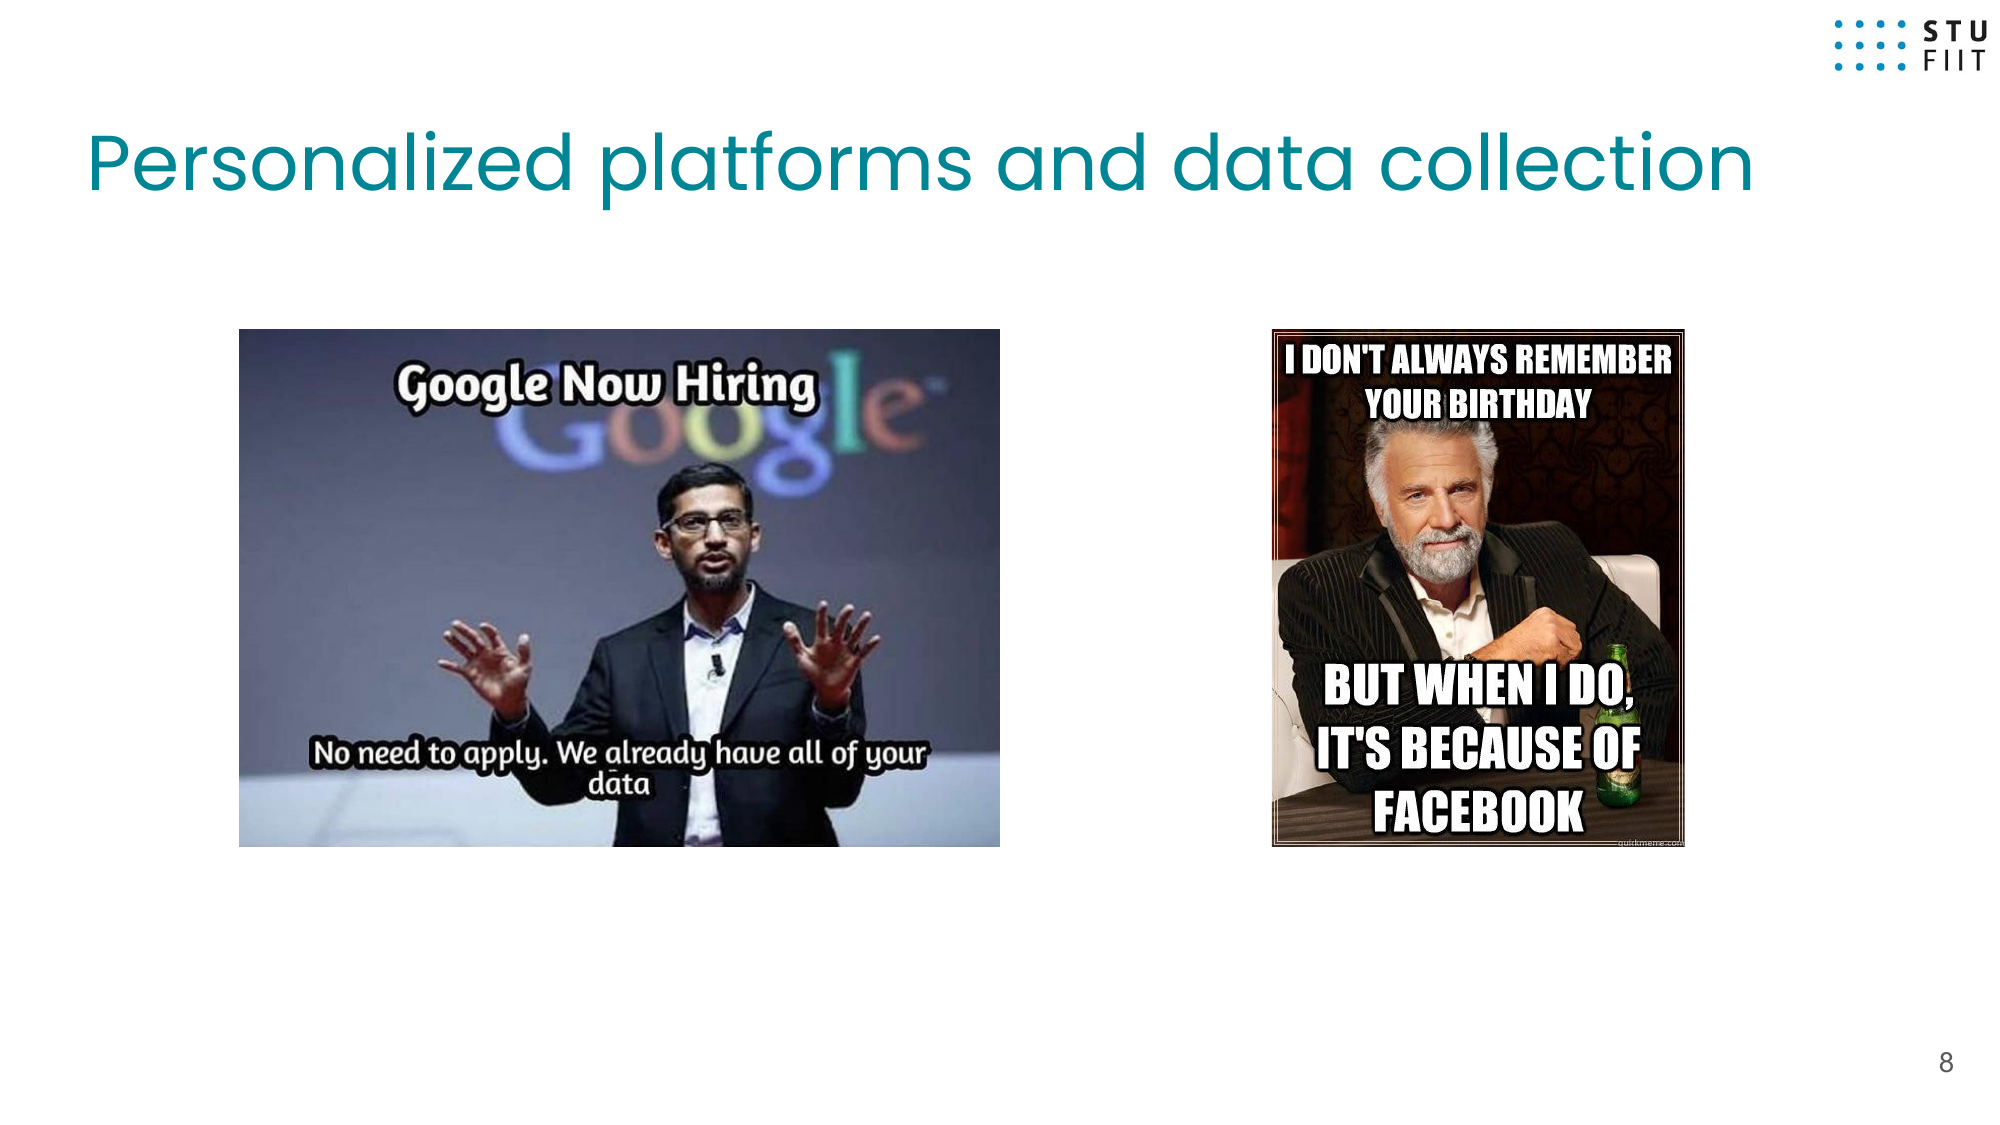 STU
FIIT
Personalized platforms and data collection
Google Now Hiring
Google™
No need to apply. We already have all of your
data
I DON'T ALWAYS REMEMBER
YOUR BIRTHDAY
BUT WHEN I DO,
IT'S BECAUSE OF
FACEBOOK
quickmeme.com
8